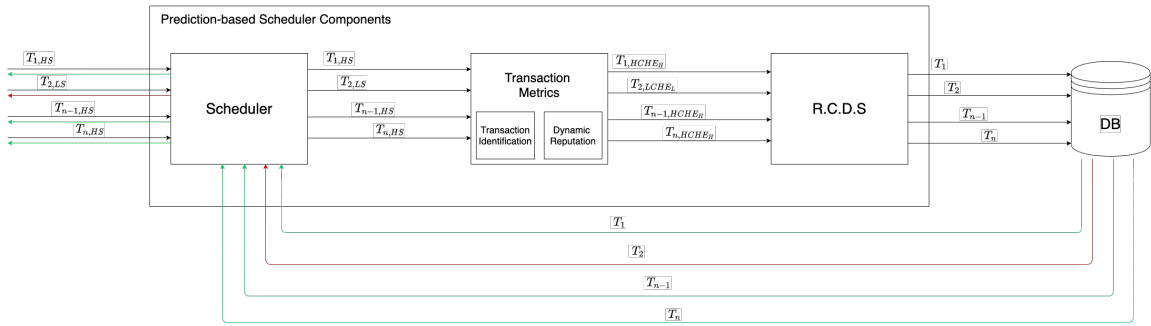 Prediction-based Scheduler Components
T_{1,HS}
T_{2,LS}
T_{n-1,HS}
T_{n,HS}
Scheduler
T_{1,HS}
T_{2,LS}
T_{n-1,HS}
T_{n,HS}
Transaction
Metrics
Transaction
Identification
Dynamic
Reputation
T_{1,HCHE_H}
T_{2,LCHE_L}
T_{n-1,HCHE_H}
T_{n,HCHE_H}
R.C.D.S
T_1
T_2
T_{n-1}
T_n
DB
T_1
T_2
T_{n-1}
T_n